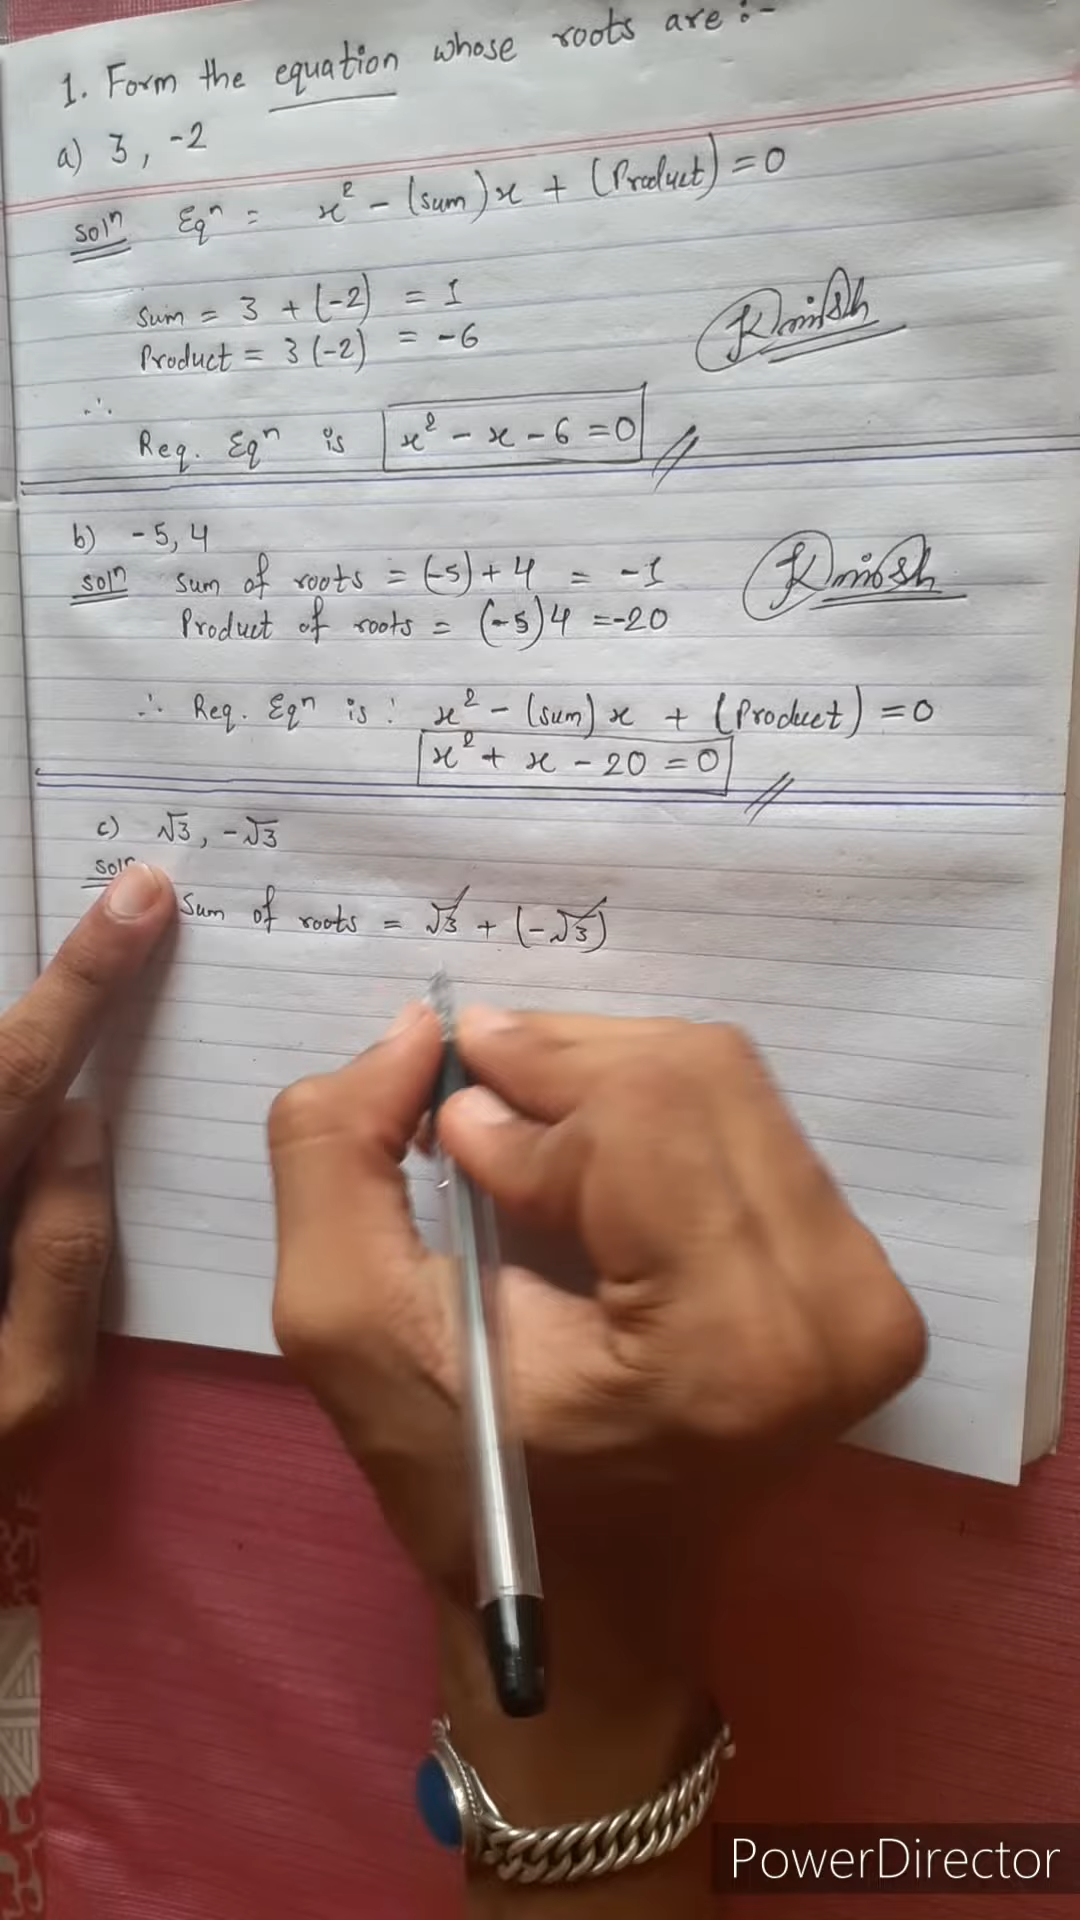 1. Form the equation whose roots are :-
a) 3, -2
Solⁿ Eqⁿ = x² - (sum)x + (Product) = 0
Sum = 3 + (-2) = 1
Product = 3(-2) = -6
∴
Req. Eqⁿ is x² - x - 6 = 0
b) -5, 4
Solⁿ Sum of roots = (-5) + 4 = -1
Product of roots = (-5)4 = -20
∴ Req. Eqⁿ is : x² - (sum)x + (Product) = 0
x² + x - 20 = 0
c) √3, -√3
Solⁿ
Sum of roots = √3 + (-√3)
PowerDirector